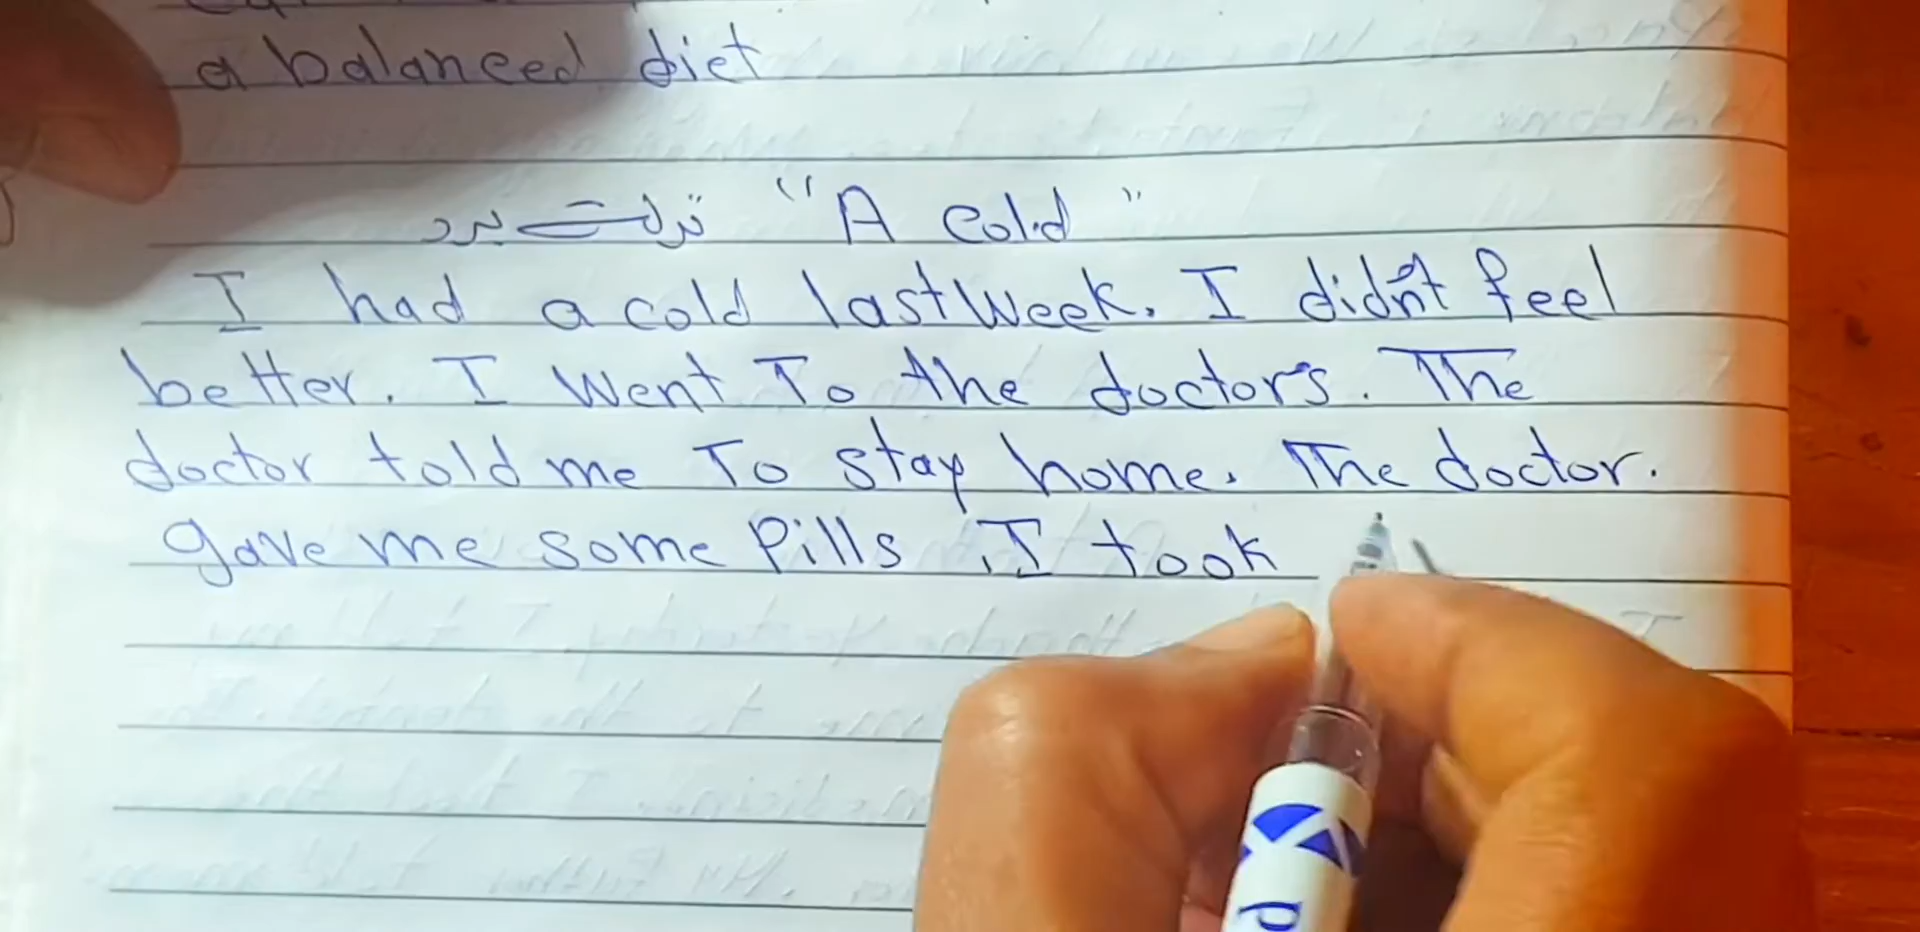 a balanced diet
نزلـــة برد "A cold"
I had a cold last week. I didn't feel
better. I went To the doctor's. The
doctor told me To stay home. The doctor.
gave me some Pills. I took